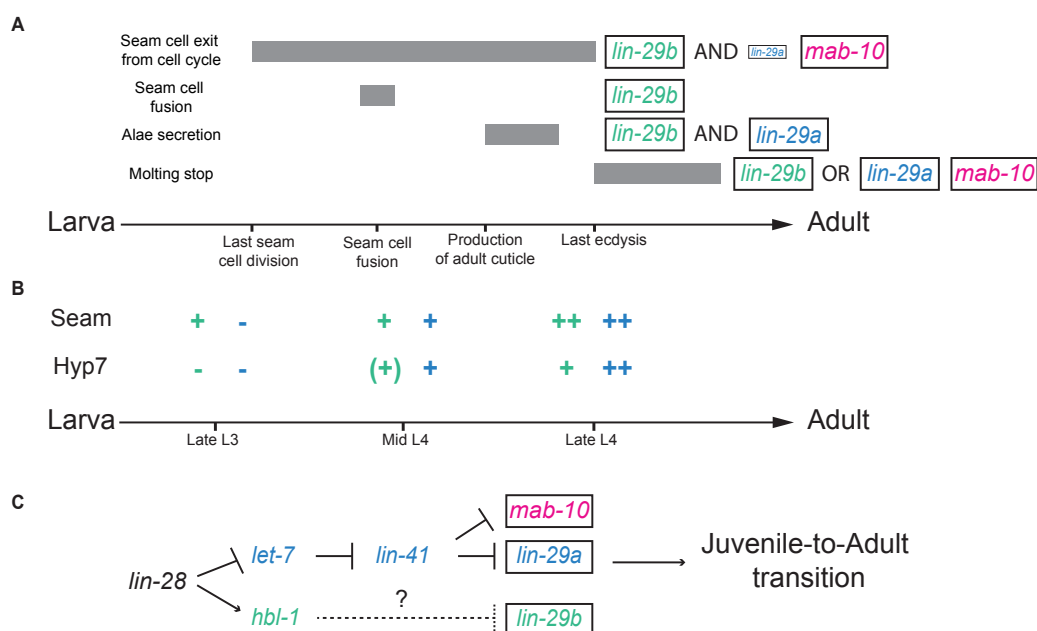 A
Seam cell exit
from cell cycle
lin-29b AND lin-29a mab-10
Seam cell
fusion
lin-29b
Alae secretion
lin-29b AND lin-29a
Molting stop
lin-29b OR lin-29a mab-10
Larva
Adult
Last seam
cell division
Seam cell
fusion
Production
of adult cuticle
Last ecdysis
B
Seam + - + + ++ ++
Hyp7 - - (+) + + ++
Larva
Adult
Late L3
Mid L4
Late L4
C
mab-10
let-7
lin-41
lin-29a
lin-28
hbl-1
?
lin-29b
Juvenile-to-Adult
transition